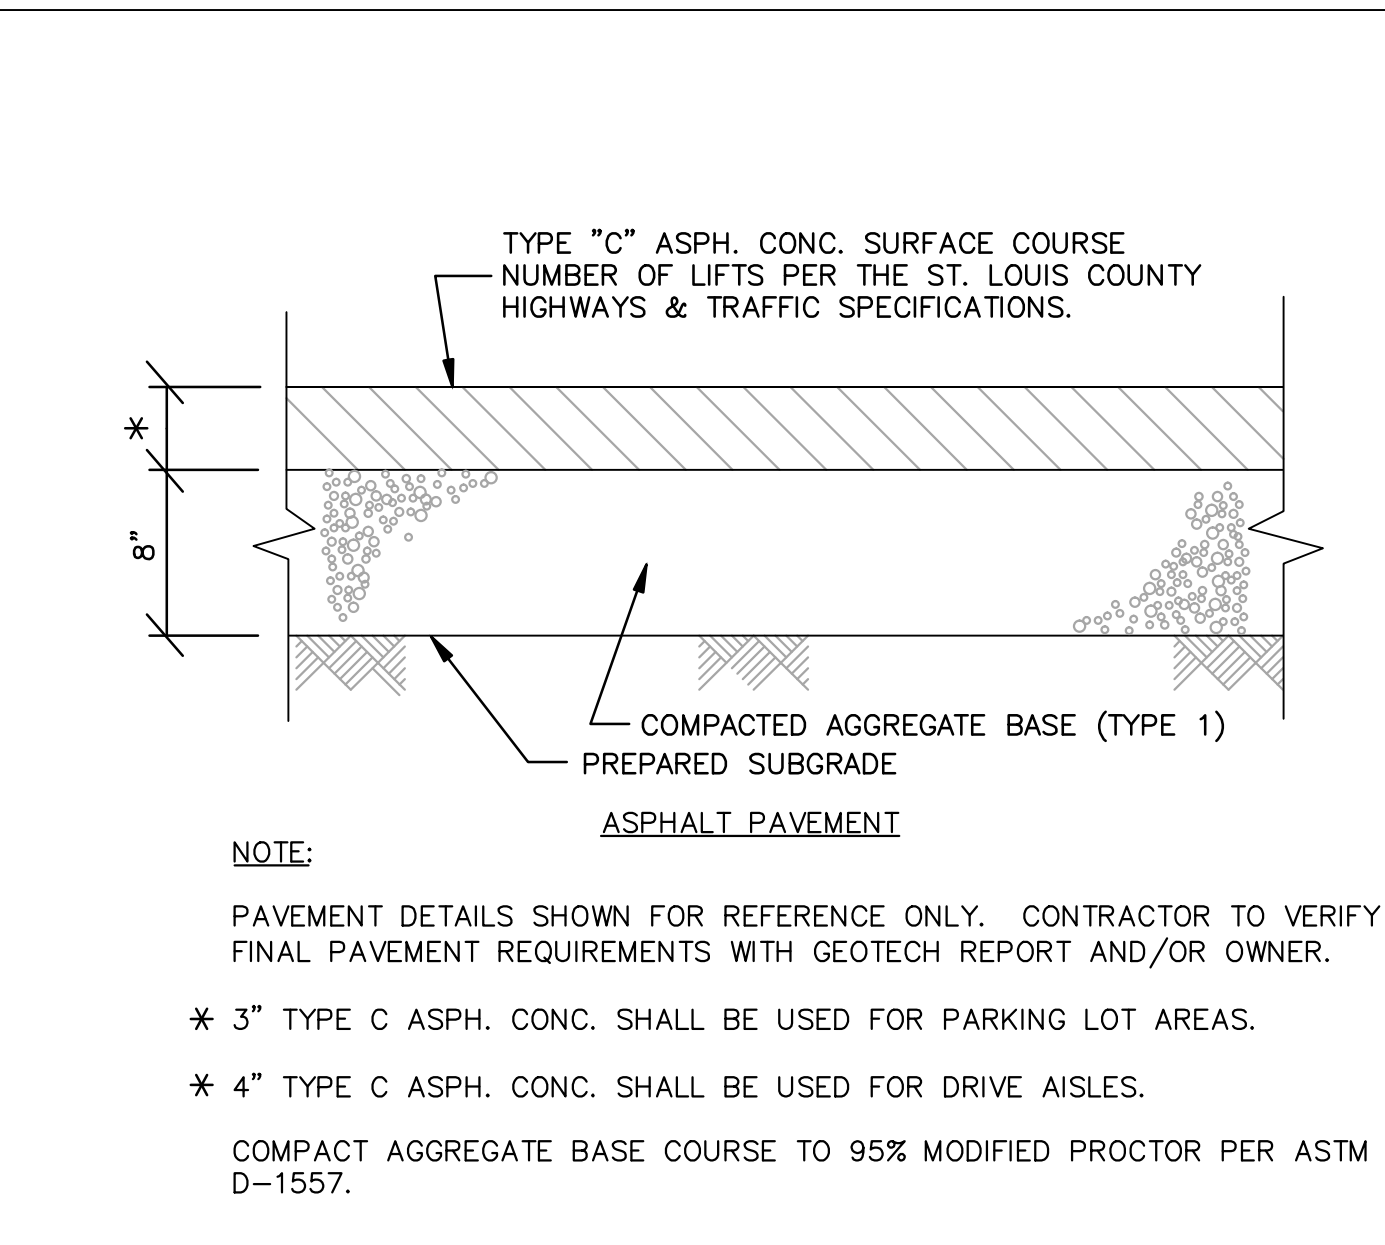 TYPE "C" ASPH. CONC. SURFACE COURSE
NUMBER OF LIFTS PER THE ST. LOUIS COUNTY
HIGHWAYS & TRAFFIC SPECIFICATIONS.
*
8"
COMPACTED AGGREGATE BASE (TYPE 1)
PREPARED SUBGRADE
ASPHALT PAVEMENT
NOTE:
PAVEMENT DETAILS SHOWN FOR REFERENCE ONLY. CONTRACTOR TO VERIFY
FINAL PAVEMENT REQUIREMENTS WITH GEOTECH REPORT AND/OR OWNER.
* 3" TYPE C ASPH. CONC. SHALL BE USED FOR PARKING LOT AREAS.
* 4" TYPE C ASPH. CONC. SHALL BE USED FOR DRIVE AISLES.
COMPACT AGGREGATE BASE COURSE TO 95% MODIFIED PROCTOR PER ASTM
D-1557.